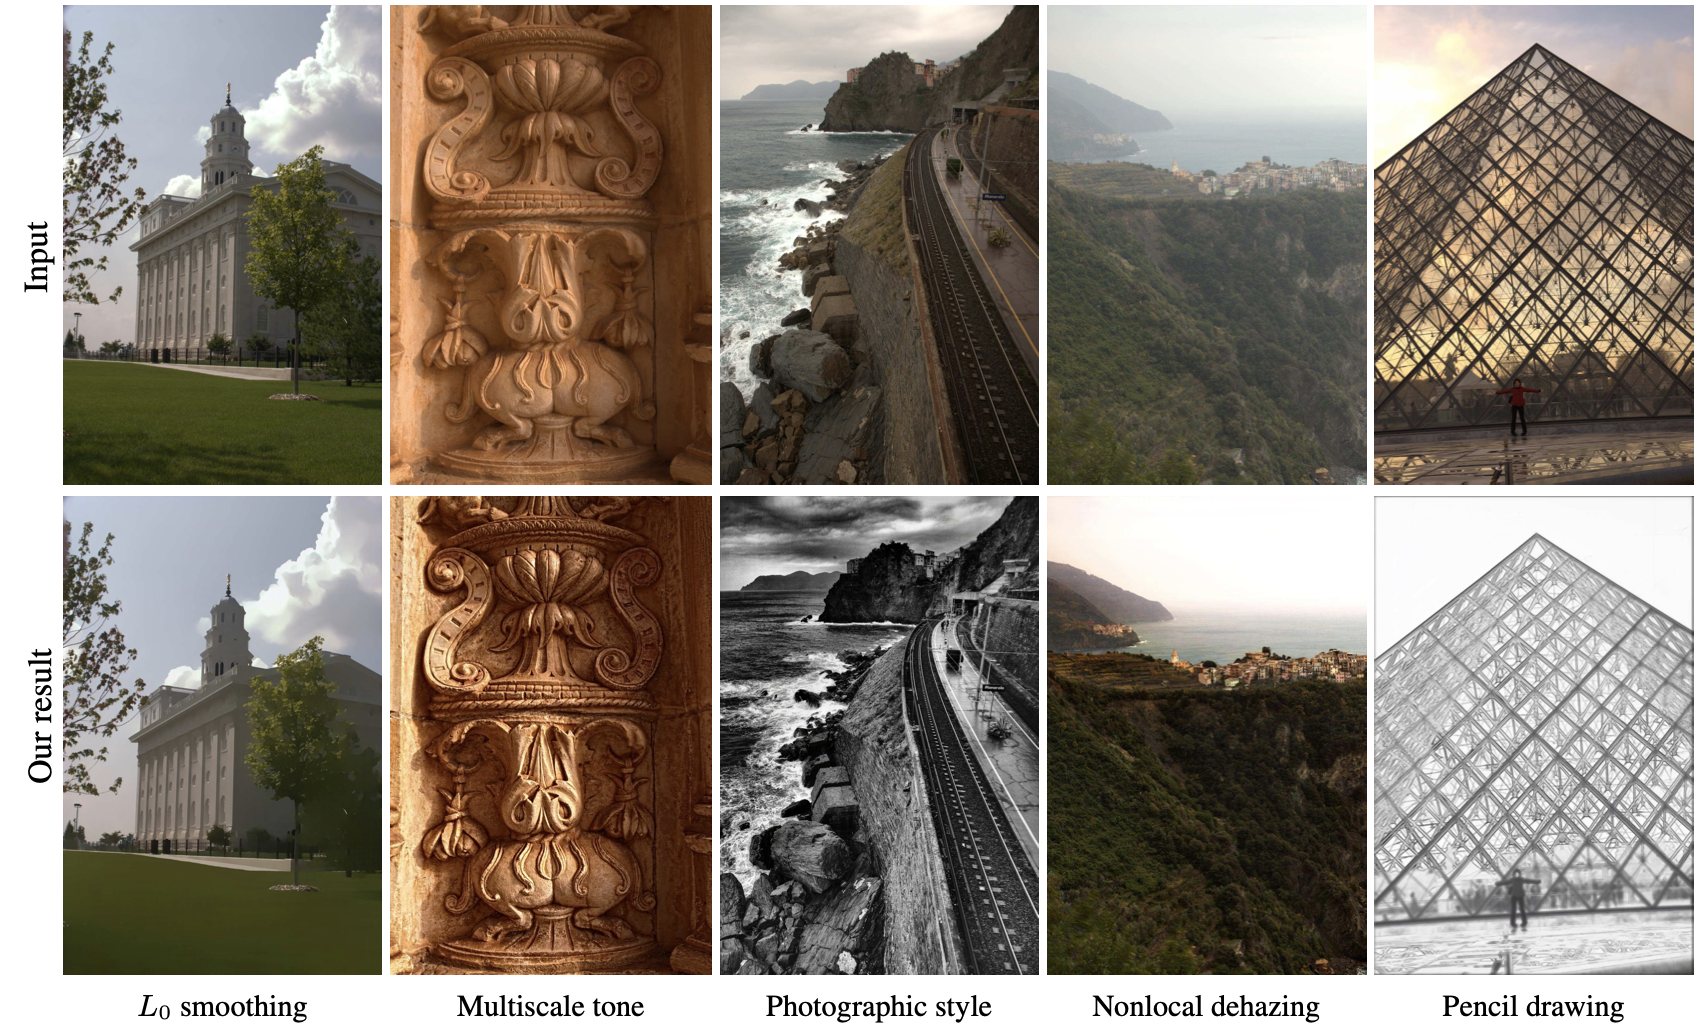 Input
Our result
L₀ smoothing
Multiscale tone
Photographic style
Nonlocal dehazing
Pencil drawing